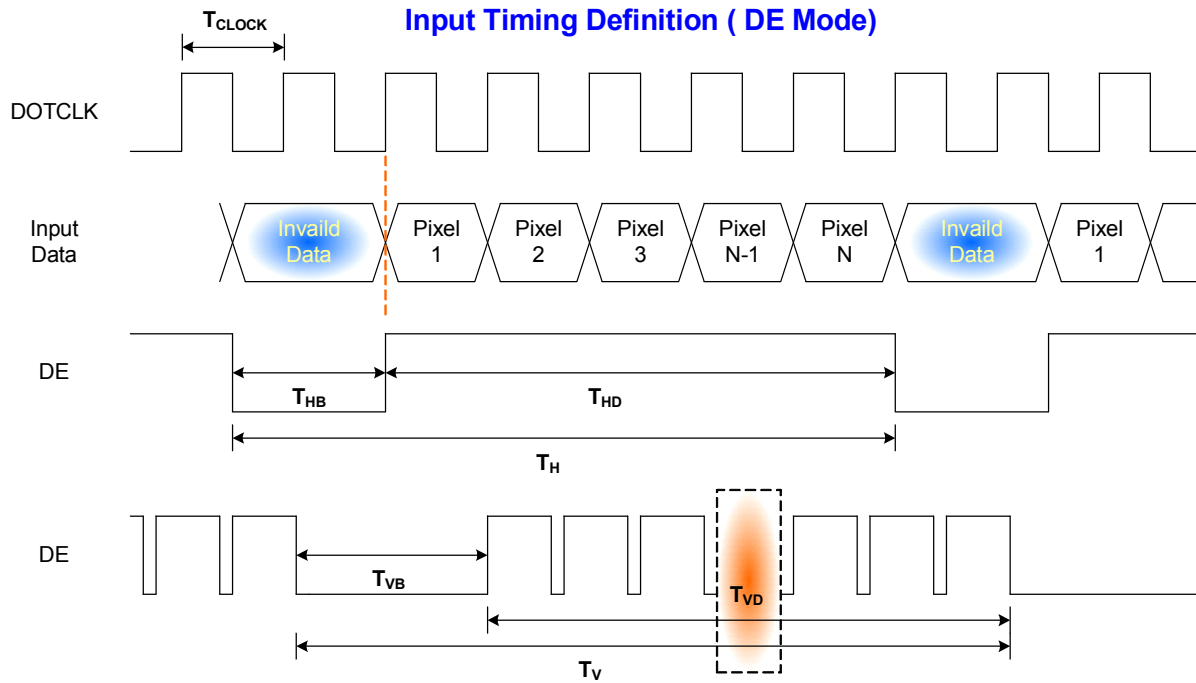 Input Timing Definition ( DE Mode)
TCLOCK
DOTCLK
Input
Data
Invaild
Data
Pixel
1
Pixel
2
Pixel
3
Pixel
N-1
Pixel
N
Invaild
Data
Pixel
1
DE
THB
THD
TH
DE
TVB
TVD
TV